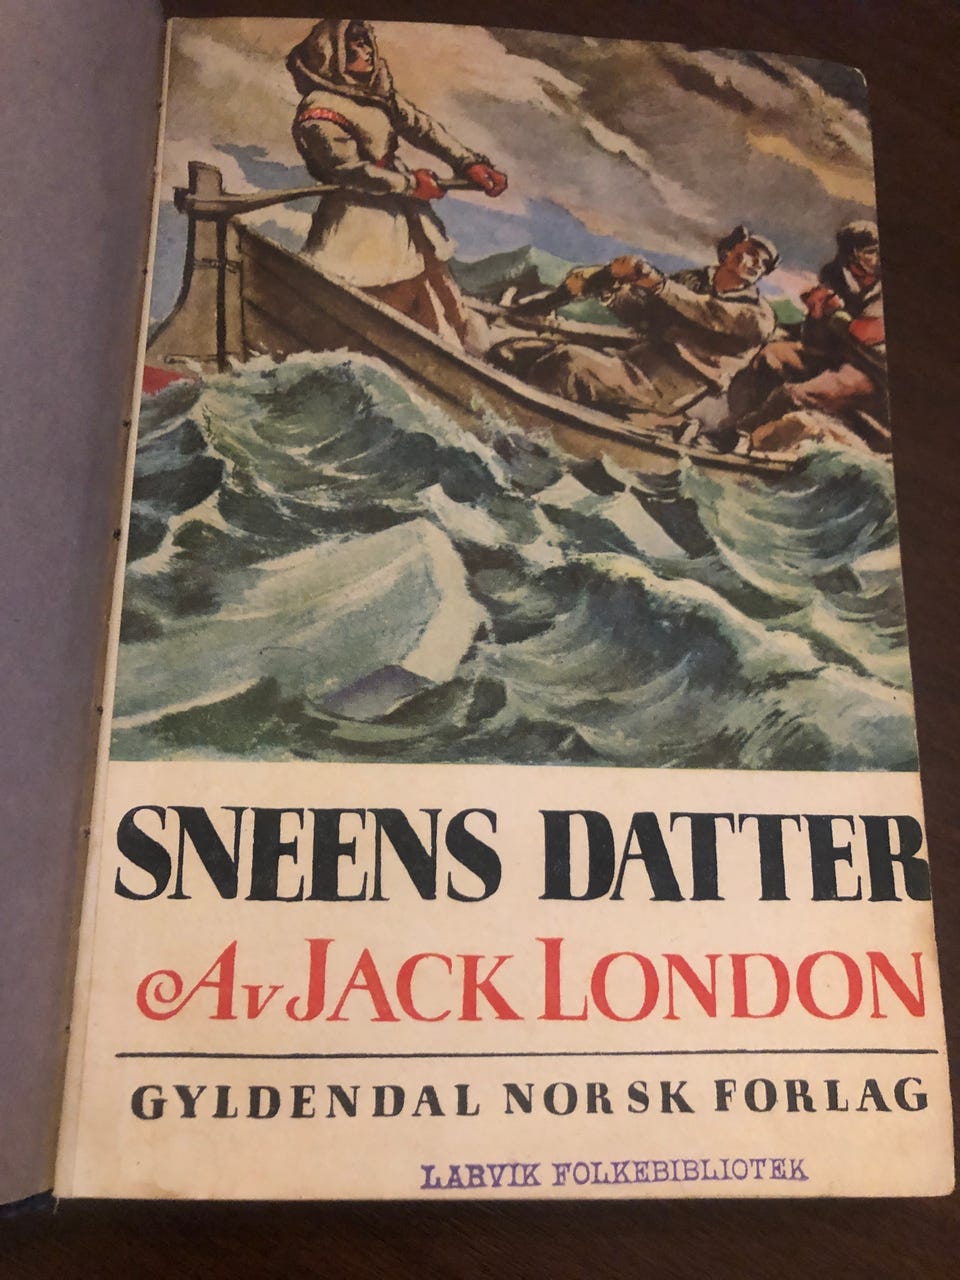 SNEENS DATTER
Av JACK LONDON
GYLDENDAL NORSK FORLAG
LARVIK FOLKEBIBLIOTEK